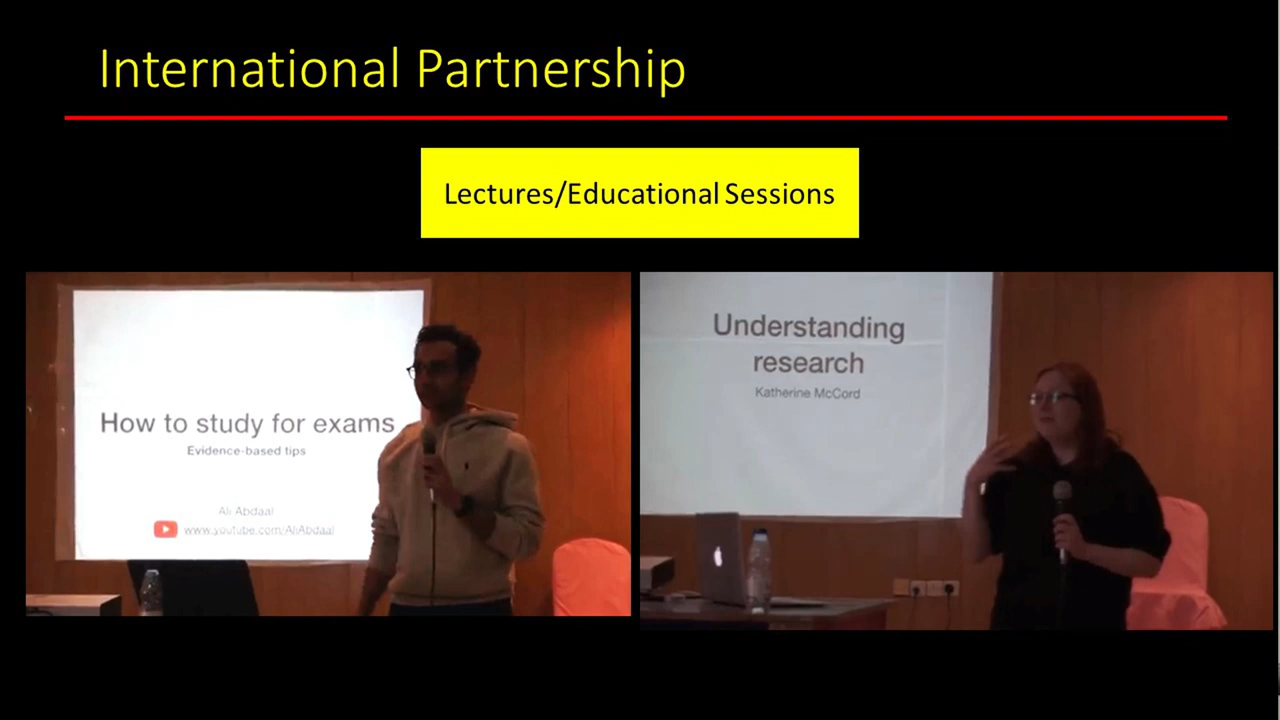 International Partnership
Lectures/Educational Sessions
How to study for exams
Evidence-based tips
Ali Abdaal
www.youtube.com/AliAbdaal
Understanding
research
Katherine McCord